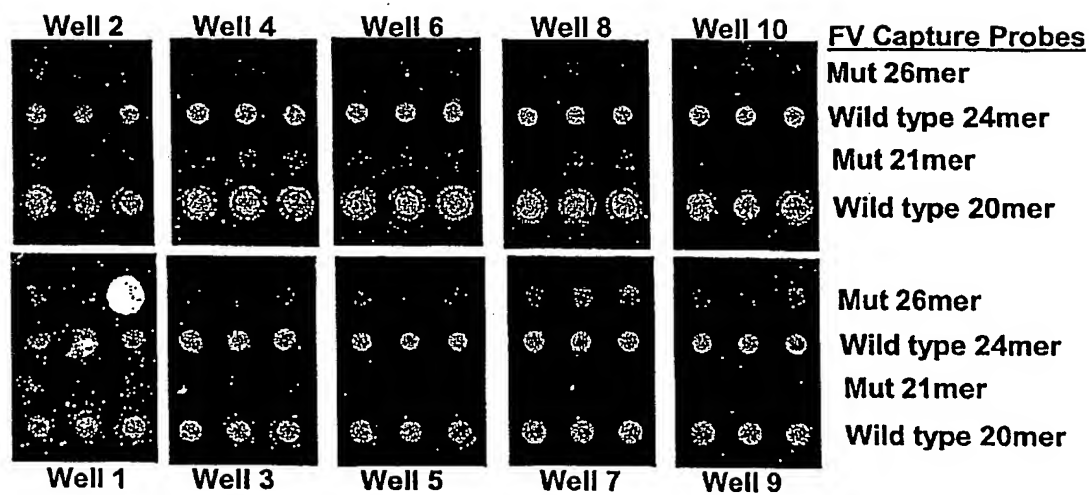 Well 2 Well 4 Well 6 Well 8 Well 10 FV Capture Probes
Mut 26mer
Wild type 24mer
Mut 21mer
Wild type 20mer
Mut 26mer
Wild type 24mer
Mut 21mer
Wild type 20mer
Well 1 Well 3 Well 5 Well 7 Well 9